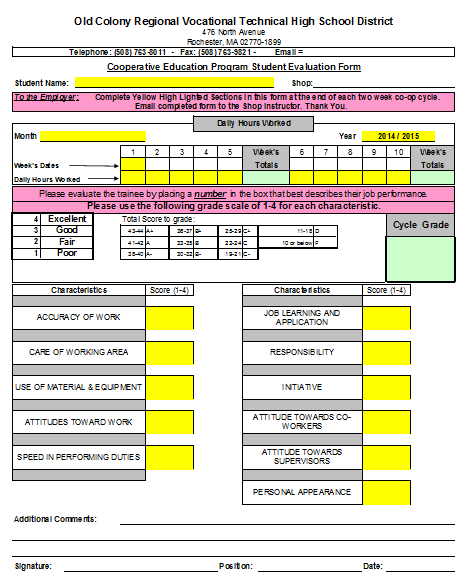 Old Colony Regional Vocational Technical High School District
476 North Avenue
Rochester, MA 02770-1899
Telephone: (508) 763-8011 - Fax: (508) 763-9821 - Email =
Cooperative Education Program Student Evaluation Form
Student Name: Shop:
To the Employer: Complete Yellow High Lighted Sections in this form at the end of each two week co-op cycle.
Email completed form to the Shop Instructor. Thank You.
Daily Hours Worked
Month Year 2014 / 2015
1 2 3 4 5 Week's 6 7 8 9 10 Week's
Week's Dates Totals Totals
Daily Hours Worked
Please evaluate the trainee by placing a number in the box that best describes their job performance.
Please use the following grade scale of 1-4 for each characteristic.
4 Excellent Total Score to grade: Cycle Grade
3 Good 43-44 A+ 36-37 B+ 25-29 C+ 11-18 D
2 Fair 41-42 A 33-35 B 22-24 C 10 or below F
1 Poor 38-40 A- 30-32 B- 19-21 C-
Characteristics Score (1-4) Characteristics Score (1-4)
ACCURACY OF WORK JOB LEARNING AND
APPLICATION
CARE OF WORKING AREA RESPONSIBILITY
USE OF MATERIAL & EQUIPMENT INITIATIVE
ATTITUDES TOWARD WORK ATTITUDE TOWARDS CO-
WORKERS
SPEED IN PERFORMING DUTIES ATTITUDE TOWARDS
SUPERVISORS
PERSONAL APPEARANCE
Additional Comments:
Signature: Position: Date: